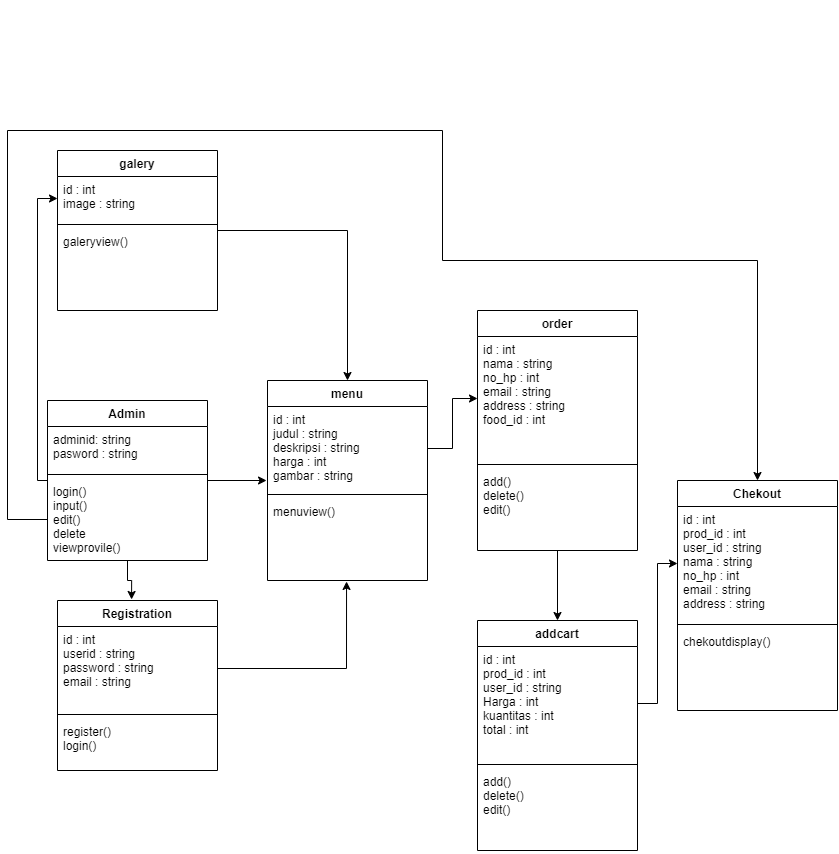 galery
id : int
image : string
galeryview()
Admin
adminid: string
pasword : string
login()
input()
edit()
delete
viewprovile()
Registration
id : int
userid : string
password : string
email : string
register()
login()
menu
id : int
judul : string
deskripsi : string
harga : int
gambar : string
menuview()
order
id : int
nama : string
no_hp : int
email : string
address : string
food_id : int
add()
delete()
edit()
addcart
id : int
prod_id : int
user_id : string
Harga : int
kuantitas : int
total : int
add()
delete()
edit()
Chekout
id : int
prod_id : int
user_id : string
nama : string
no_hp : int
email : string
address : string
chekoutdisplay()